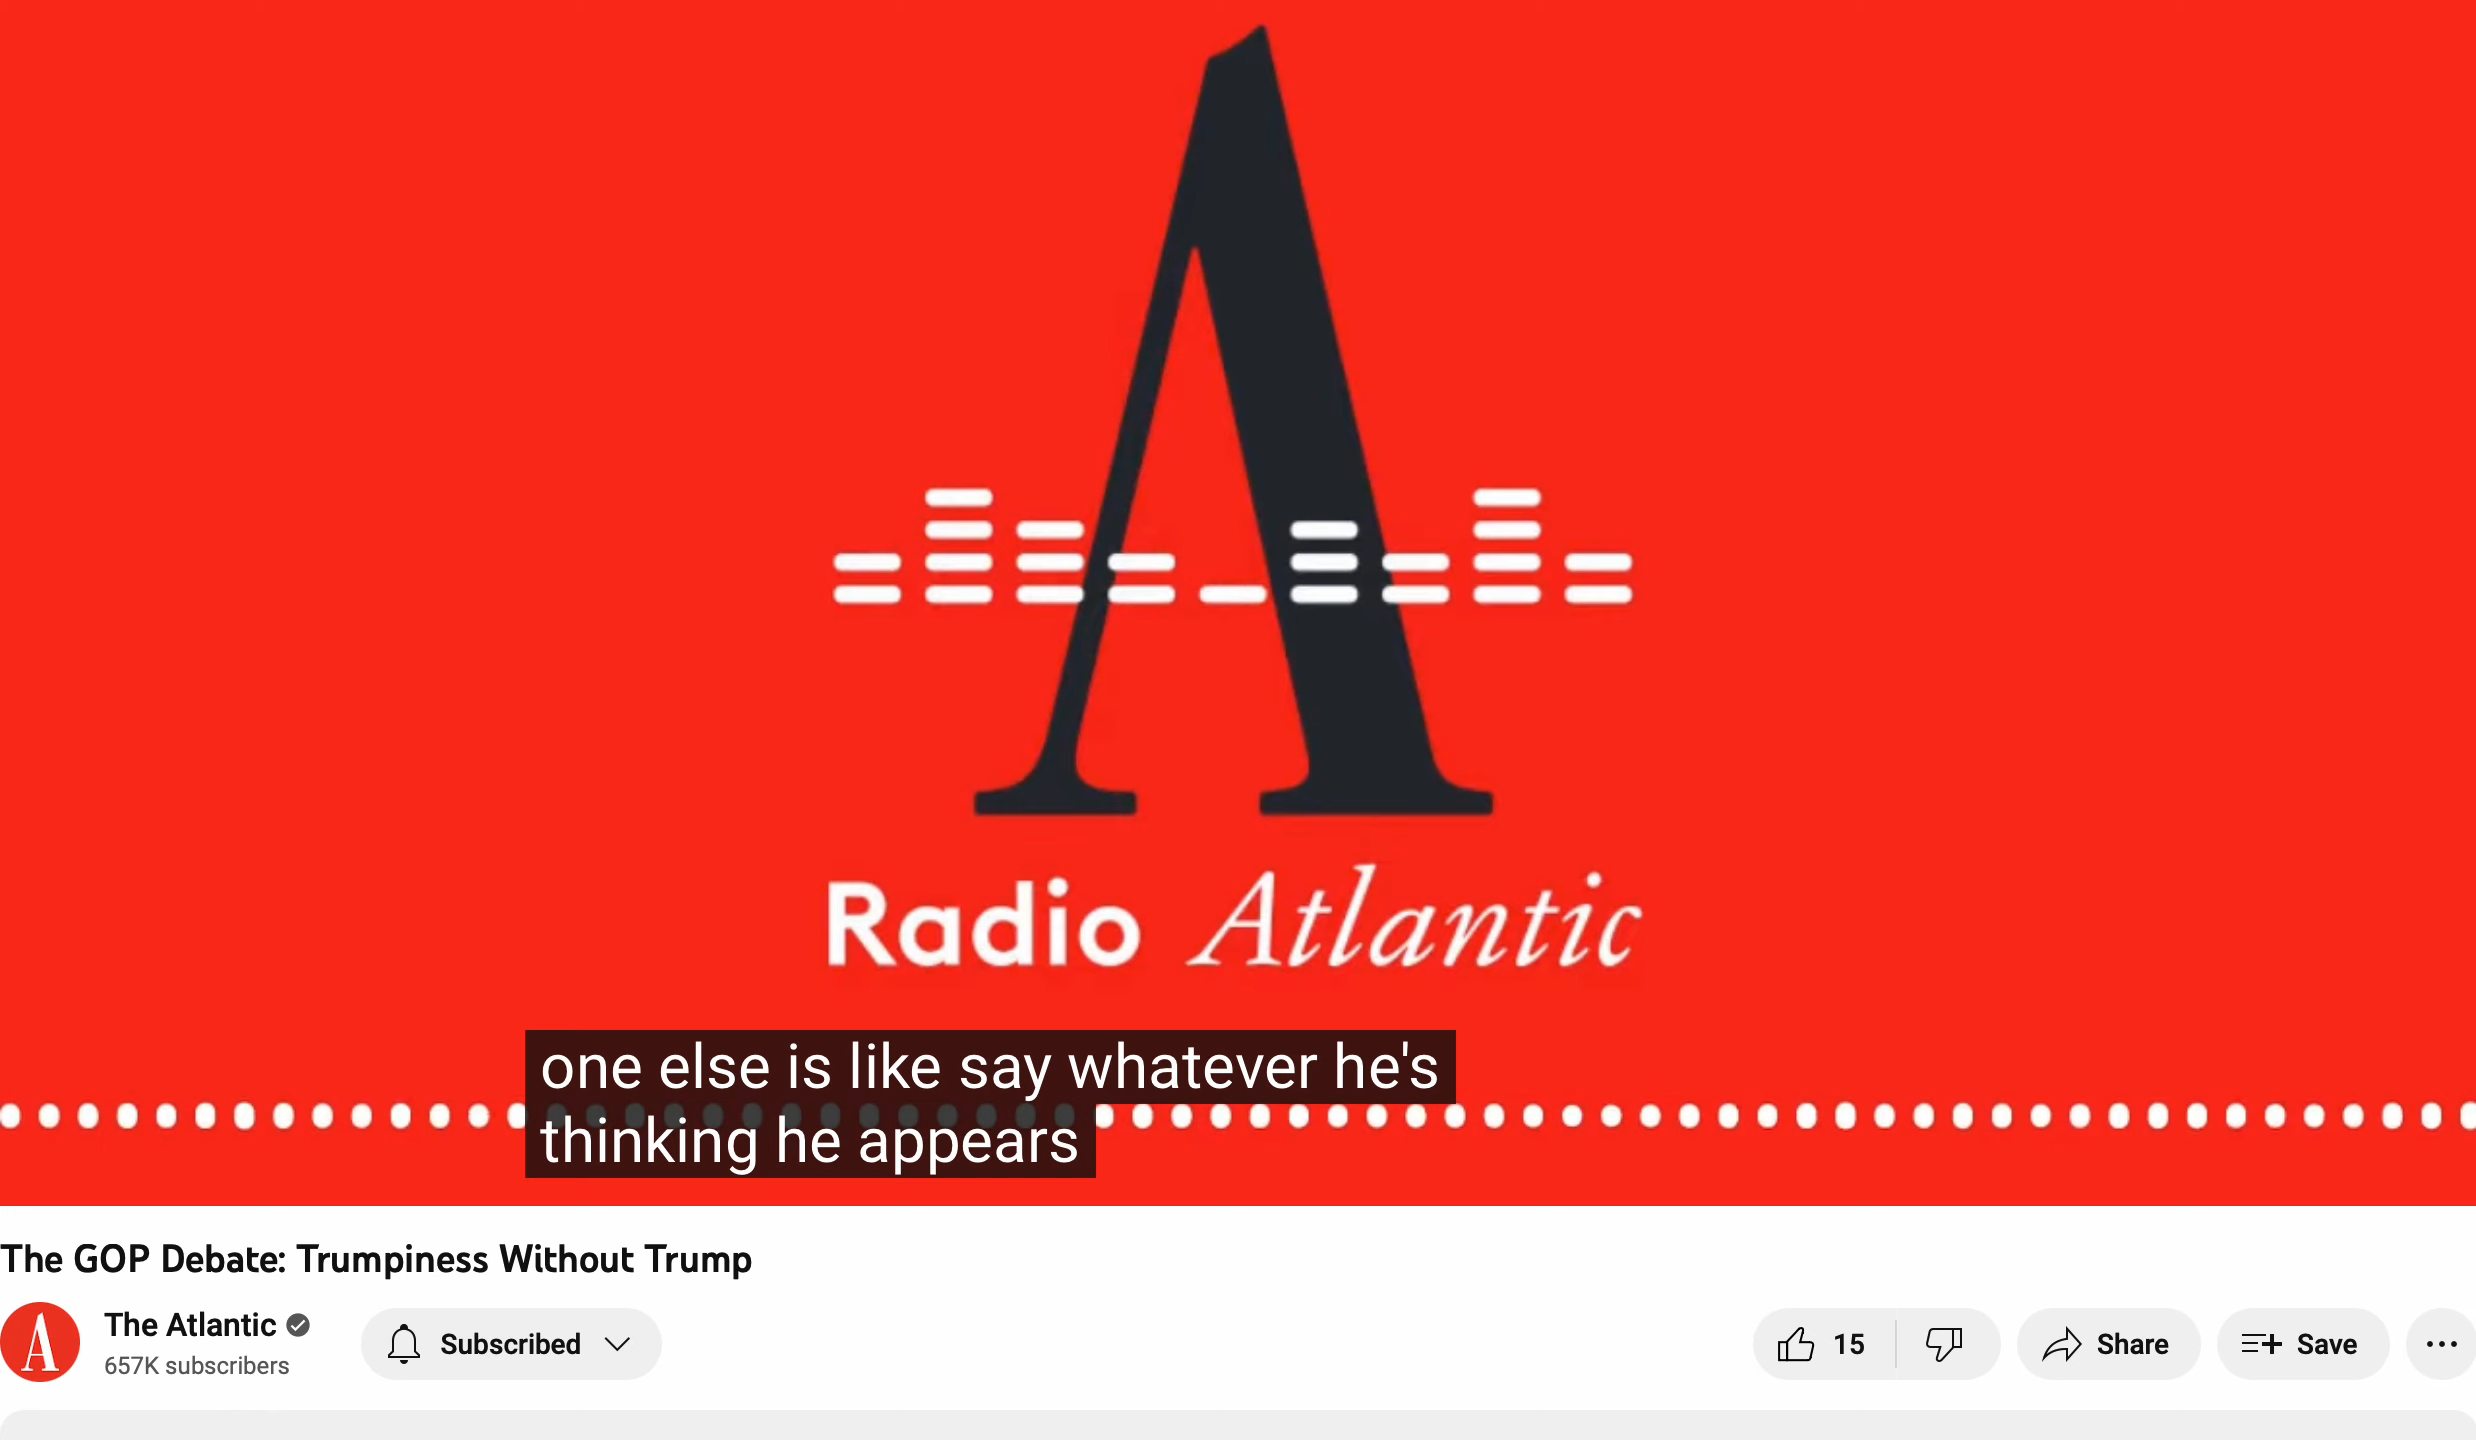 A
Radio Atlantic
one else is like say whatever he's
thinking he appears
The GOP Debate: Trumpiness Without Trump
A
The Atlantic
657K subscribers
Subscribed
15
Share
Save